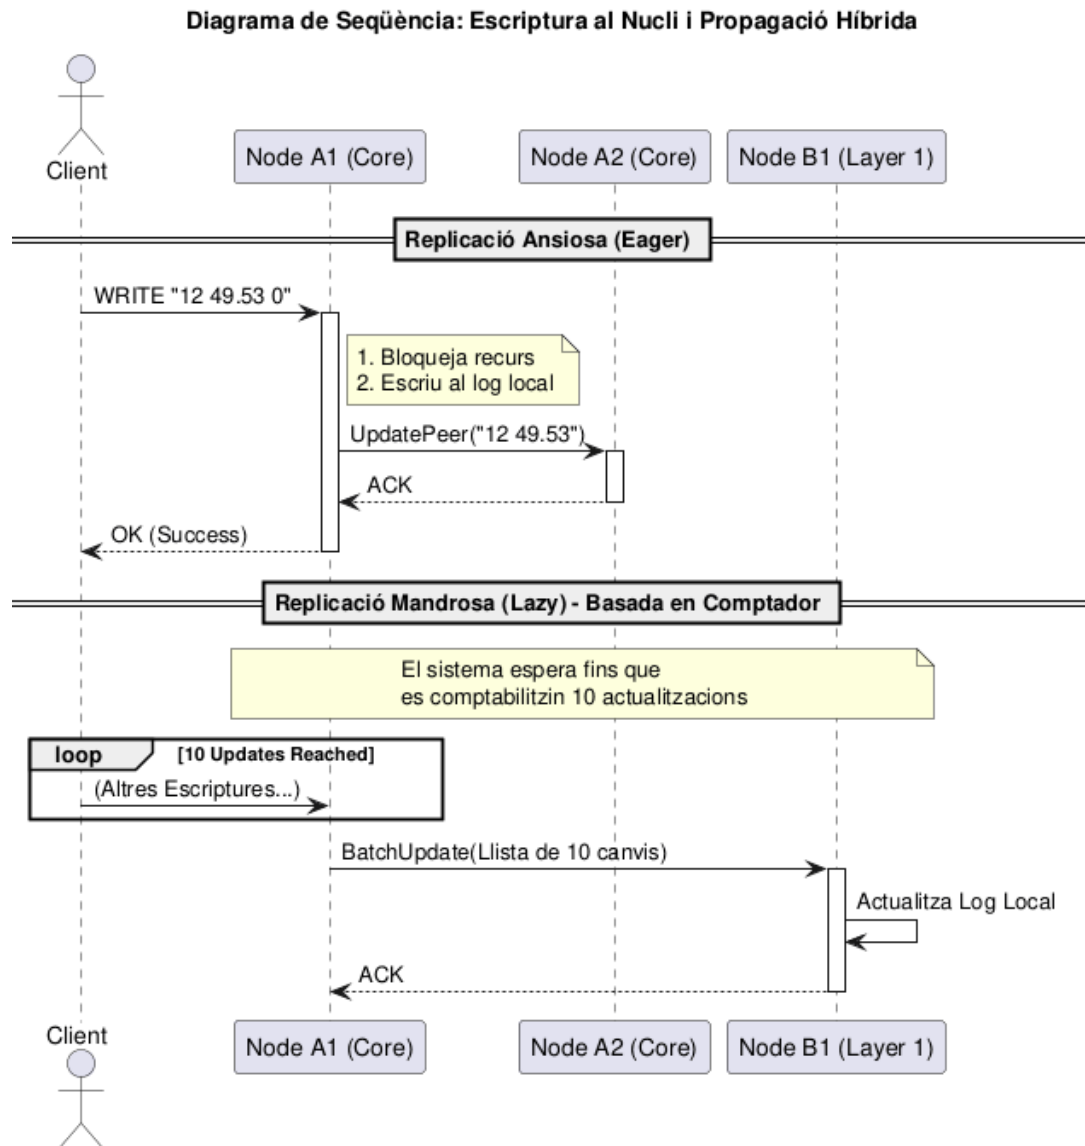 Diagrama de Seqüència: Escriptura al Nucli i Propagació Híbrida
Client
Node A1 (Core)
Node A2 (Core)
Node B1 (Layer 1)
Replicació Ansiosa (Eager)
WRITE "12 49.53 0"
1. Bloqueja recurs
2. Escriu al log local
UpdatePeer("12 49.53")
ACK
OK (Success)
Replicació Mandrosa (Lazy) - Basada en Comptador
El sistema espera fins que
es comptabilitzin 10 actualitzacions
loop
[10 Updates Reached]
(Altres Escriptures...)
BatchUpdate(Llista de 10 canvis)
Actualitza Log Local
ACK
Client
Node A1 (Core)
Node A2 (Core)
Node B1 (Layer 1)